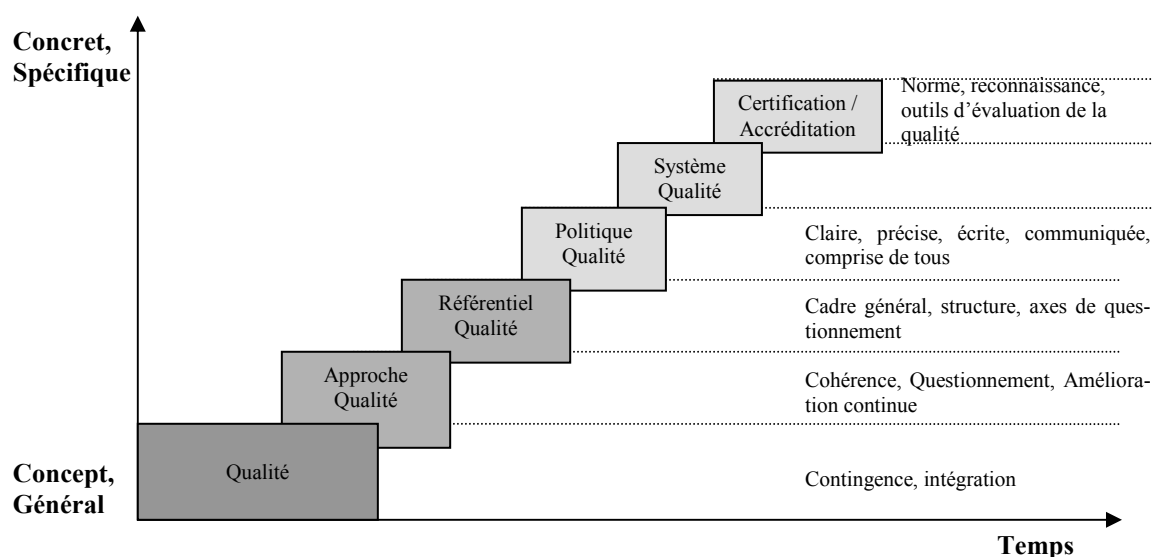 Concret,
Spécifique
Certification /
Accréditation
Norme, reconnaissance,
outils d’évaluation de la
qualité
Système
Qualité
Politique
Qualité
Claire, précise, écrite, communiquée,
comprise de tous
Référentiel
Qualité
Cadre général, structure, axes de ques-
tionnement
Approche
Qualité
Cohérence, Questionnement, Améliora-
tion continue
Qualité
Concept,
Général
Contingence, intégration
Temps